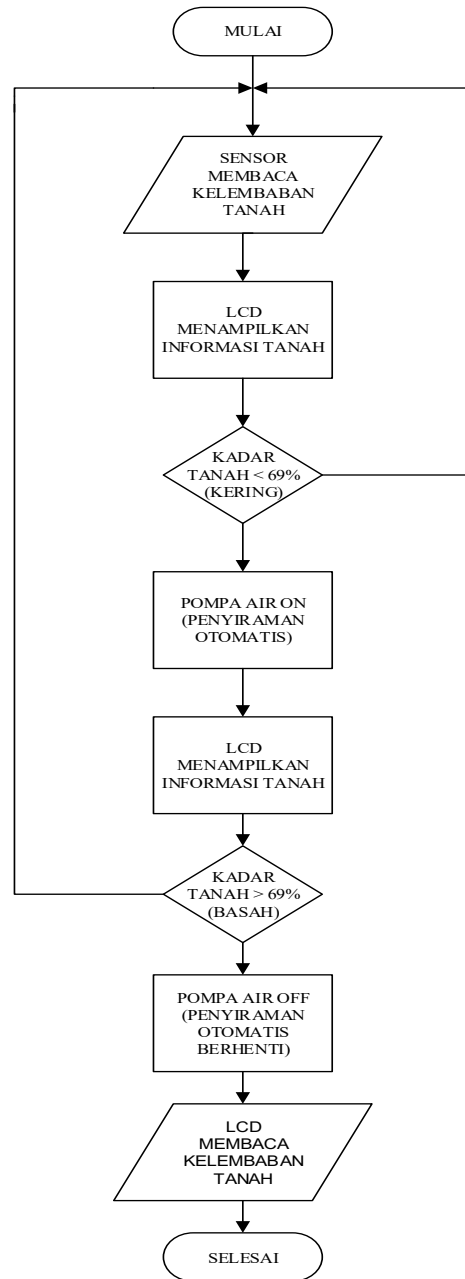 MULAI
SENSOR
MEMBACA
KELEMBABAN
TANAH
LCD
MENAMPILKAN
INFORMASI TANAH
KADAR
TANAH < 69%
(KERING)
POMPA AIR ON
(PENYIRAMAN
OTOMATIS)
LCD
MENAMPILKAN
INFORMASI TANAH
KADAR
TANAH > 69%
(BASAH)
POMPA AIR OFF
(PENYIRAMAN
OTOMATIS
BERHENTI)
LCD
MEMBACA
KELEMBABAN
TANAH
SELESAI